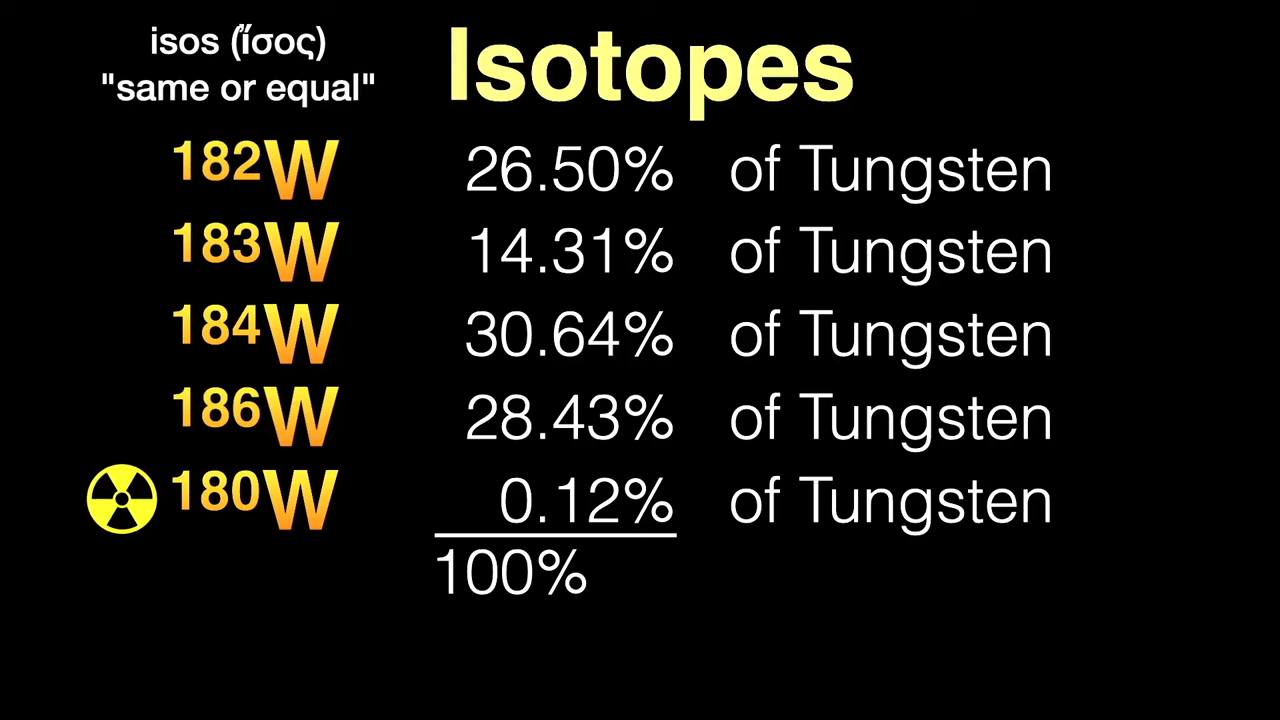 isos (ἴσος)
"same or equal"
Isotopes
182W 26.50% of Tungsten
183W 14.31% of Tungsten
184W 30.64% of Tungsten
186W 28.43% of Tungsten
180W 0.12% of Tungsten
100%